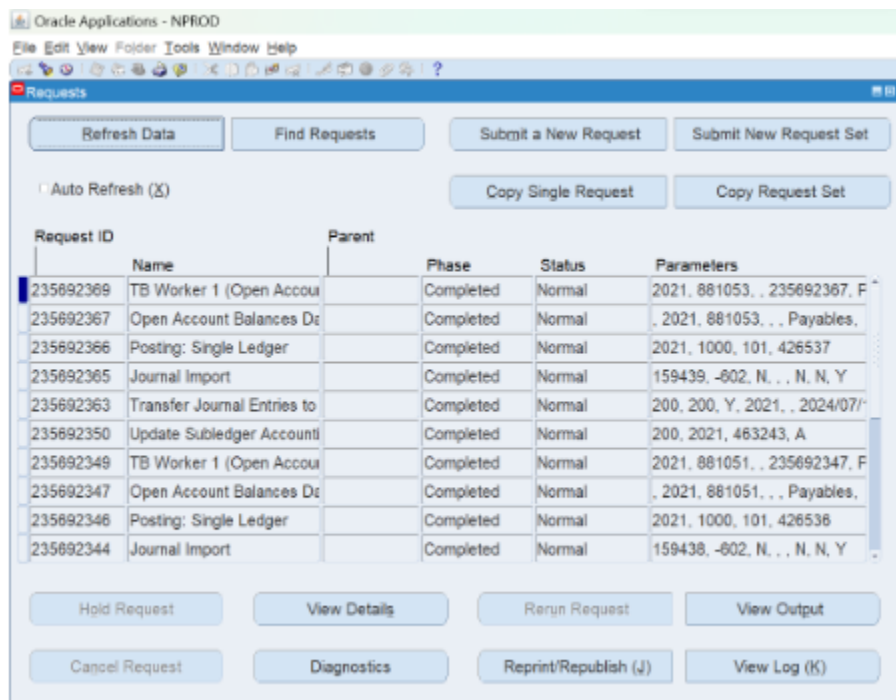 Oracle Applications - NPROD
File Edit View Folder Tools Window Help
Requests
Refresh Data Find Requests Submit a New Request Submit New Request Set
Auto Refresh (X) Copy Single Request Copy Request Set
Request ID Parent
Name Phase Status Parameters
235692369 TB Worker 1 (Open Accou Completed Normal 2021, 881053, , 235692367, F
235692367 Open Account Balances Da Completed Normal , 2021, 881053, , , Payables,
235692366 Posting: Single Ledger Completed Normal 2021, 1000, 101, 426537
235692365 Journal Import Completed Normal 159439, -602, N, , , N, N, Y
235692363 Transfer Journal Entries to Completed Normal 200, 200, Y, 2021, , 2024/07/
235692350 Update Subledger Accounti Completed Normal 200, 2021, 463243, A
235692349 TB Worker 1 (Open Accou Completed Normal 2021, 881051, , 235692347, F
235692347 Open Account Balances Da Completed Normal , 2021, 881051, , , Payables,
235692346 Posting: Single Ledger Completed Normal 2021, 1000, 101, 426536
235692344 Journal Import Completed Normal 159438, -602, N, , , N, N, Y
Hold Request View Details Rerun Request View Output
Cancel Request Diagnostics Reprint/Republish (J) View Log (K)